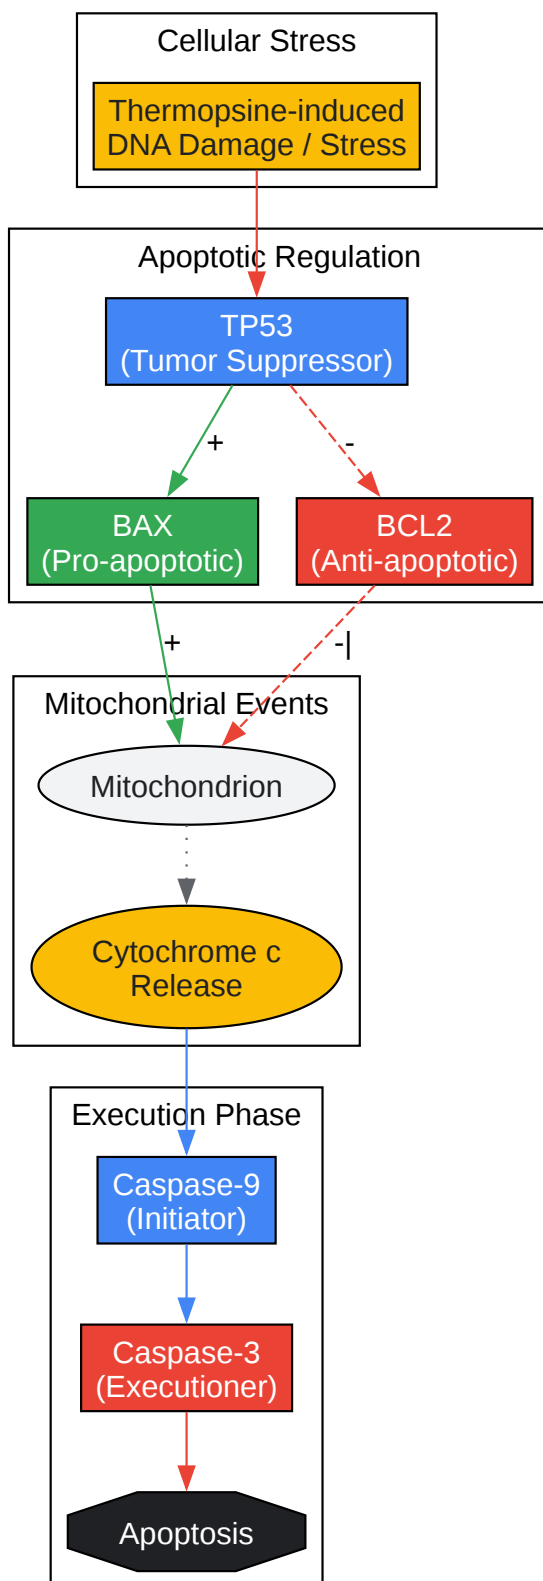 Cellular Stress
Thermopsine-induced
DNA Damage / Stress
Apoptotic Regulation
TP53
(Tumor Suppressor)
+
-
BAX
(Pro-apoptotic)
BCL2
(Anti-apoptotic)
+
-|
Mitochondrial Events
Mitochondrion
Cytochrome c
Release
Execution Phase
Caspase-9
(Initiator)
Caspase-3
(Executioner)
Apoptosis